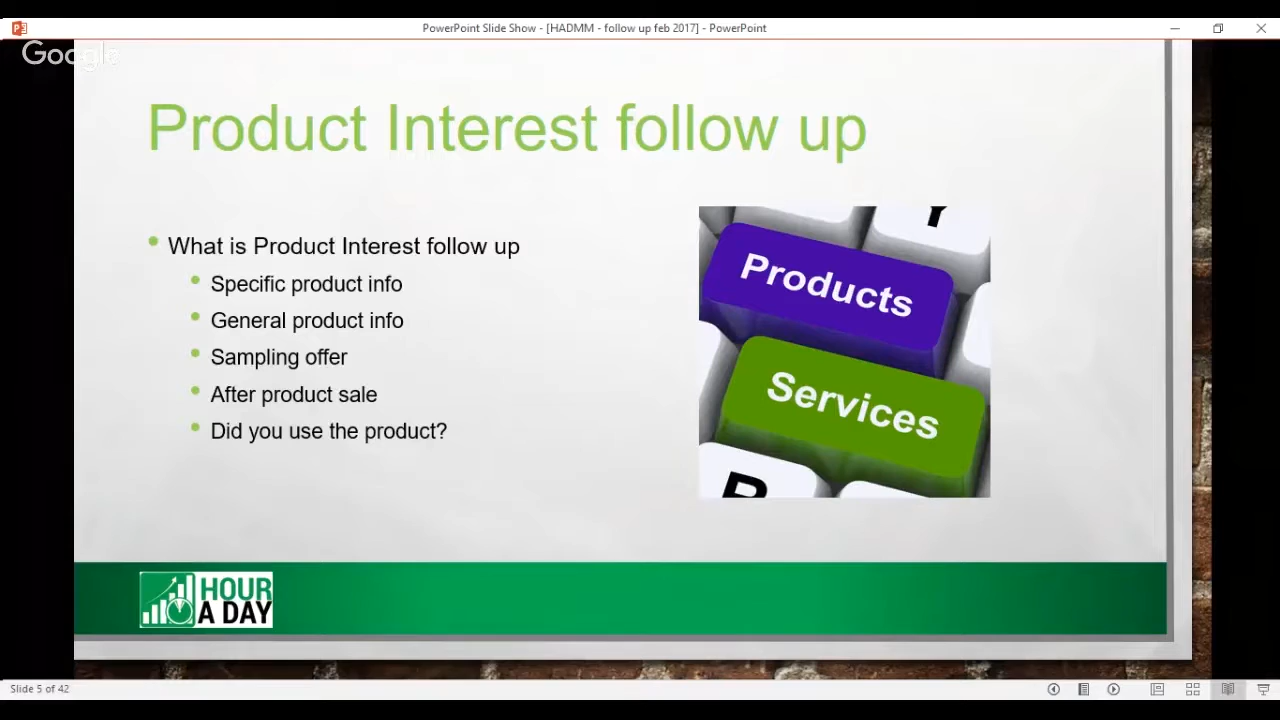 PowerPoint Slide Show - [HADMM - follow up feb 2017] - PowerPoint
Google
Product Interest follow up
What is Product Interest follow up
Specific product info
General product info
Sampling offer
After product sale
Did you use the product?
Y
Products
Services
HOUR
A DAY
Slide 5 of 42